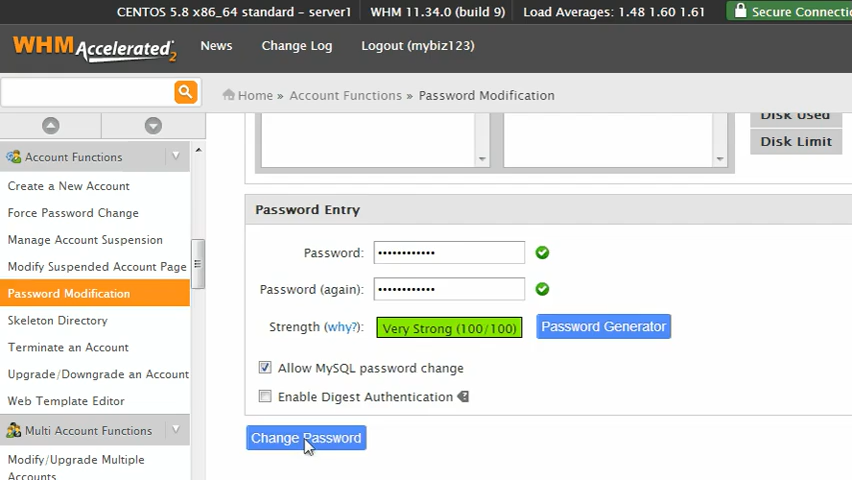 CENTOS 5.8 x86_64 standard - server1
WHM 11.34.0 (build 9)
Load Averages: 1.48 1.60 1.61
Secure Connectio
WHM Accelerated 2
News
Change Log
Logout (mybiz123)
Home » Account Functions » Password Modification
Disk Used
Disk Limit
Account Functions
Create a New Account
Force Password Change
Manage Account Suspension
Modify Suspended Account Page
Password Modification
Skeleton Directory
Terminate an Account
Upgrade/Downgrade an Account
Web Template Editor
Multi Account Functions
Modify/Upgrade Multiple
Accounts
Password Entry
Password:
Password (again):
Strength (why?):
Very Strong (100/100)
Password Generator
Allow MySQL password change
Enable Digest Authentication
Change Password